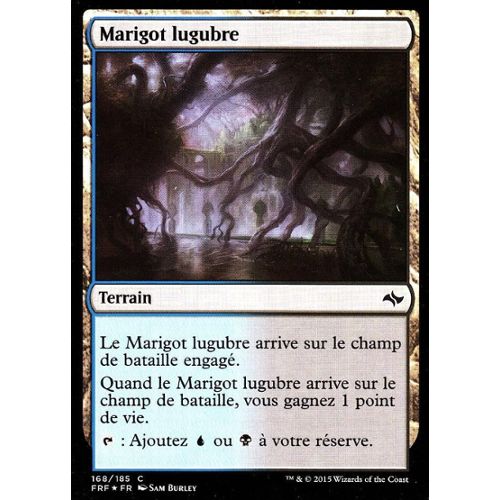 Marigot lugubre
Terrain
Le Marigot lugubre arrive sur le champ
de bataille engagé.
Quand le Marigot lugubre arrive sur le
champ de bataille, vous gagnez 1 point
de vie.
: Ajoutez ou à votre réserve.
168/185 C
FRF★FR SAM BURLEY
™ & © 2015 Wizards of the Coast